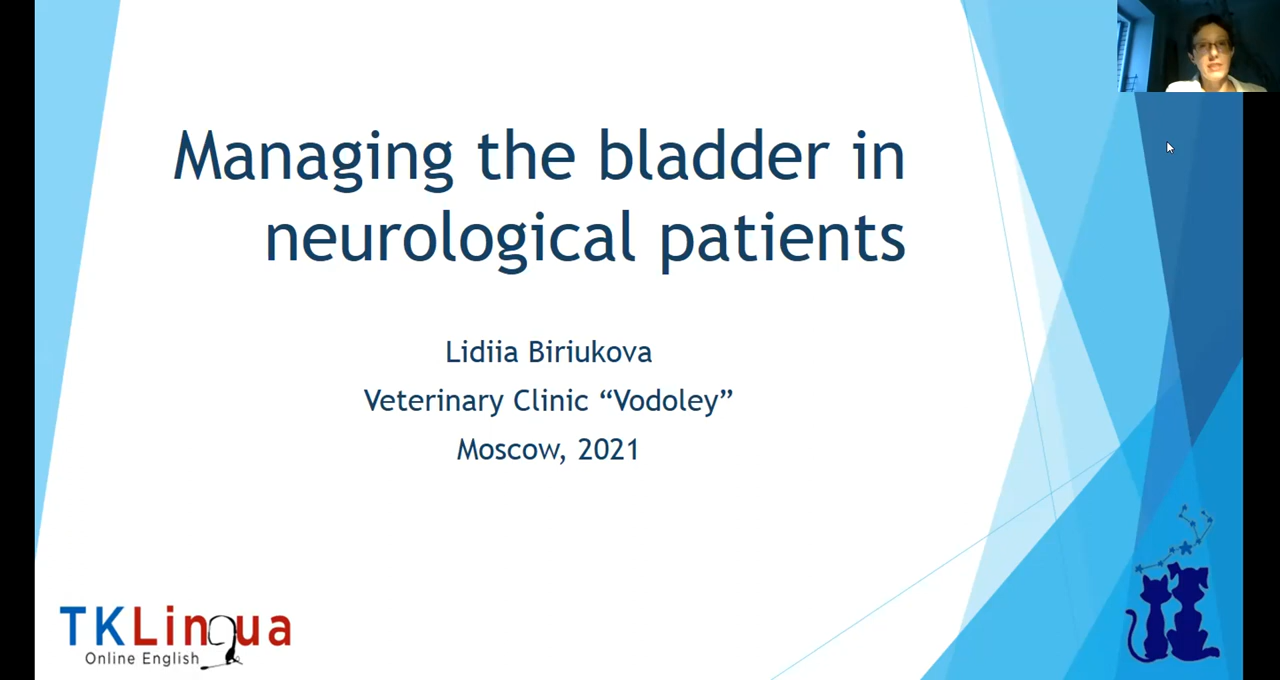 Managing the bladder in
neurological patients
Lidiia Biriukova
Veterinary Clinic “Vodoley”
Moscow, 2021
TKLingua
Online English